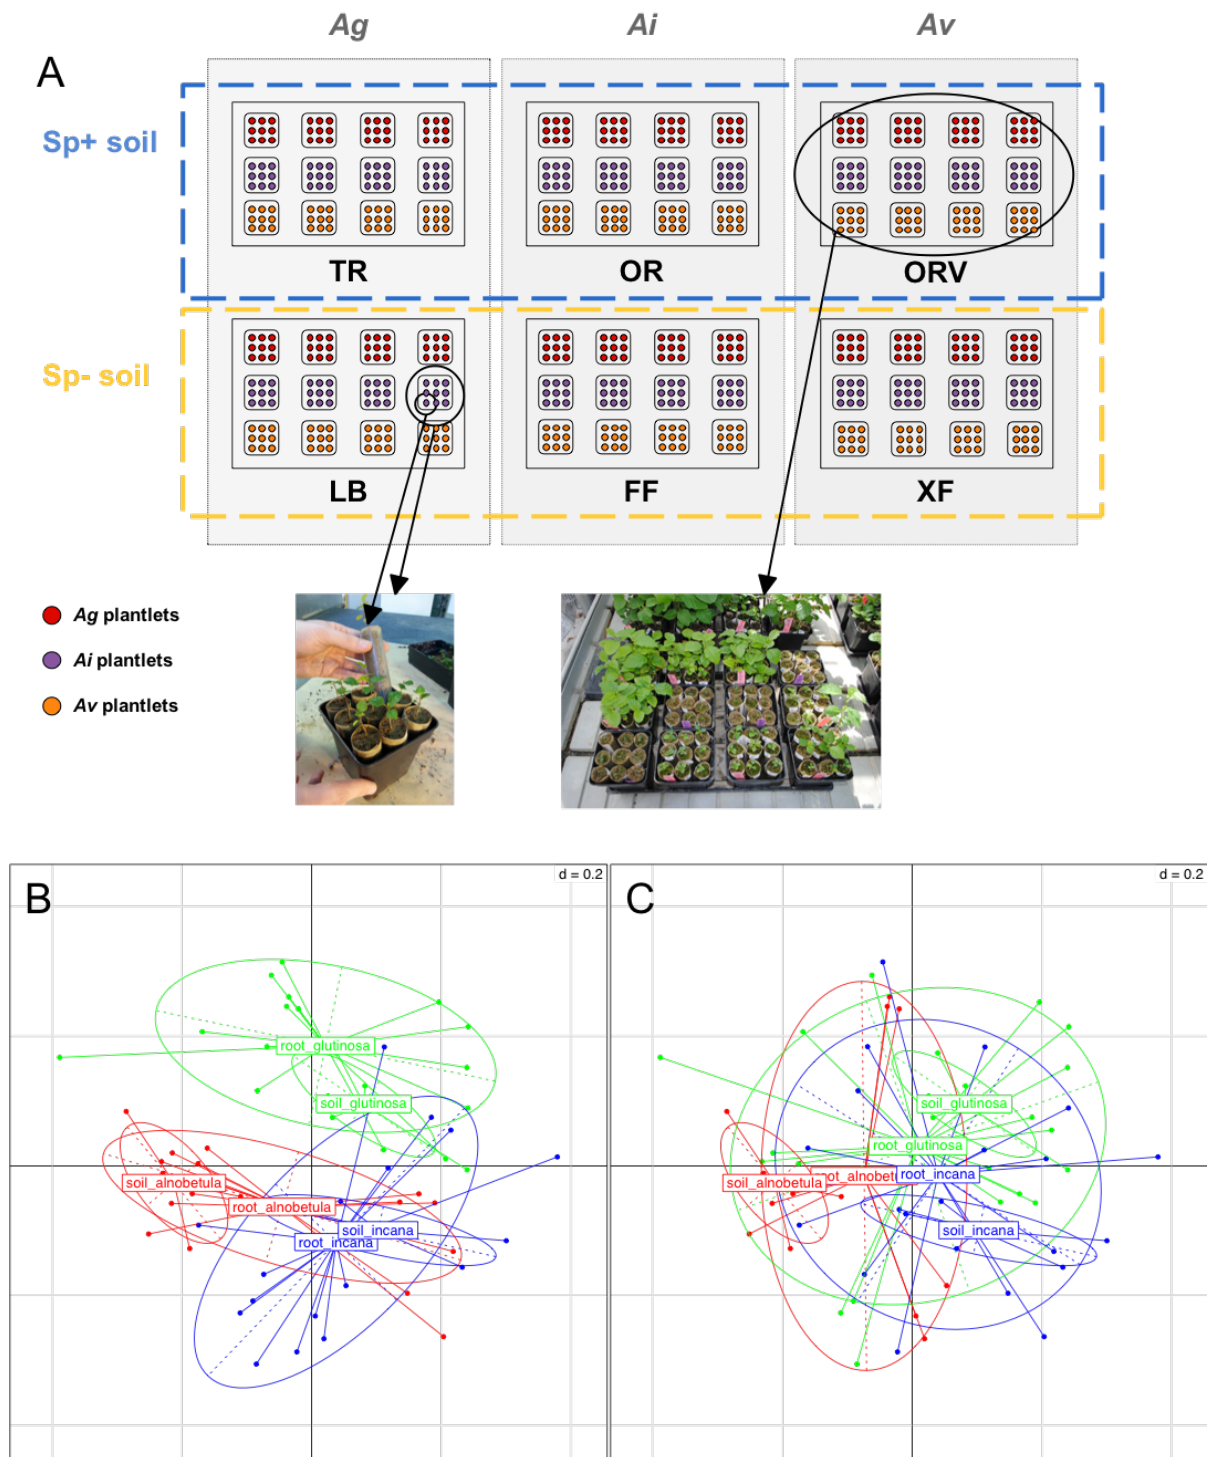 Ag Ai Av
A
Sp+ soil
TR OR ORV
Sp- soil
LB FF XF
Ag plantlets
Ai plantlets
Av plantlets
B
d = 0.2
root_glutinosa
soil_glutinosa
soil_alnobetula
root_alnobetula
soil_incana
root_incana
C
d = 0.2
soil_glutinosa
root_glutinosa
root_incana
soil_alnobetula
soil_incana